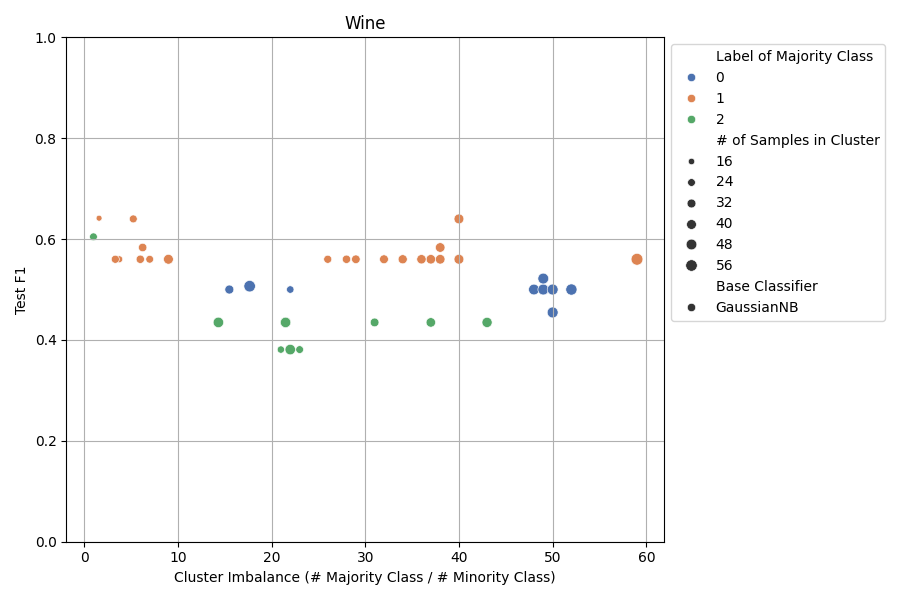 Wine
Test F1
1.0
0.8
0.6
0.4
0.2
0.0
0 10 20 30 40 50 60
Cluster Imbalance (# Majority Class / # Minority Class)
Label of Majority Class
0
1
2
# of Samples in Cluster
16
24
32
40
48
56
Base Classifier
GaussianNB